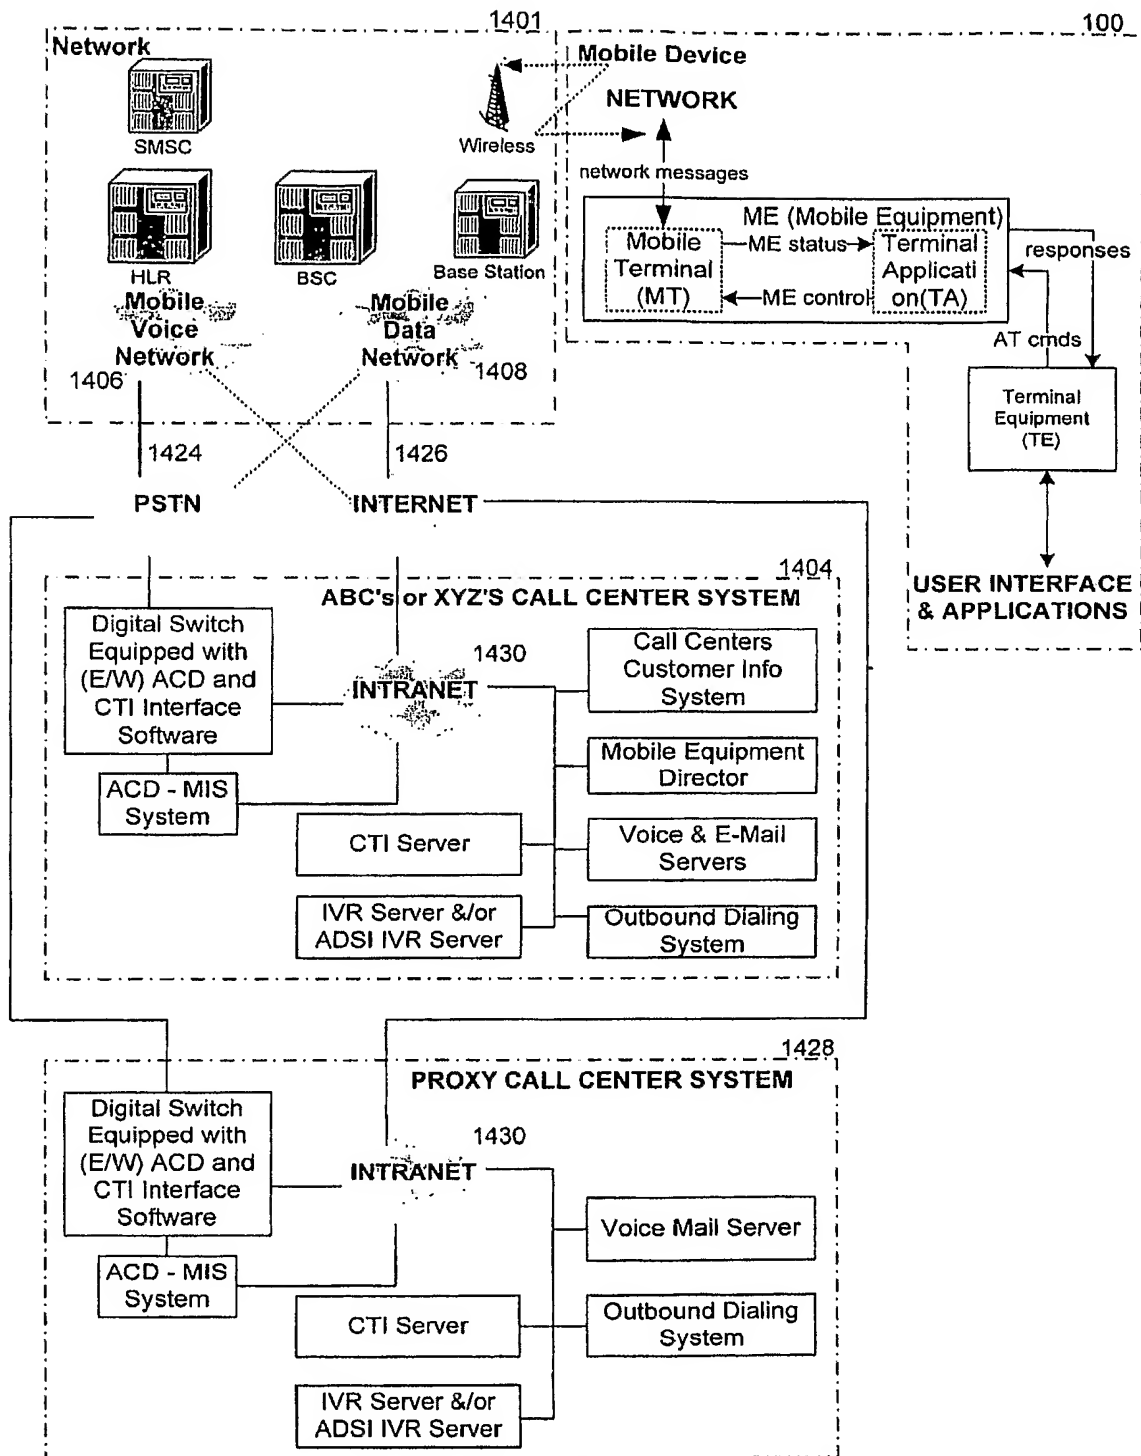 1401
100
Network
SMSC
Wireless
HLR
BSC
Base Station
Mobile
Voice
Network
Mobile
Data
Network
1406
1408
1424
1426
Mobile Device
NETWORK
network messages
ME (Mobile Equipment)
Mobile
Terminal
(MT)
ME status
ME control
Terminal
Applicati
on(TA)
responses
AT cmds
Terminal
Equipment
(TE)
USER INTERFACE
& APPLICATIONS
PSTN
INTERNET
1404
ABC's or XYZ'S CALL CENTER SYSTEM
Digital Switch
Equipped with
(E/W) ACD and
CTI Interface
Software
ACD - MIS
System
1430
INTRANET
Call Centers
Customer Info
System
Mobile Equipment
Director
CTI Server
Voice & E-Mail
Servers
IVR Server &/or
ADSI IVR Server
Outbound Dialing
System
1428
PROXY CALL CENTER SYSTEM
Digital Switch
Equipped with
(E/W) ACD and
CTI Interface
Software
ACD - MIS
System
1430
INTRANET
Voice Mail Server
CTI Server
Outbound Dialing
System
IVR Server &/or
ADSI IVR Server